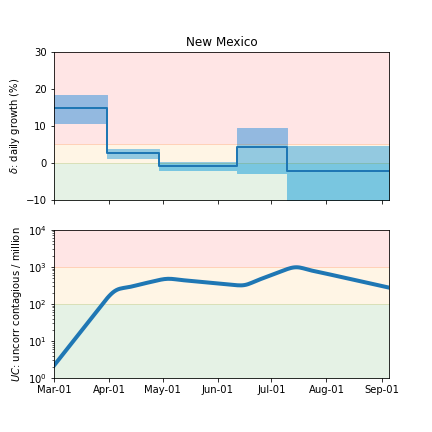 New Mexico
δ: daily growth (%)
30
20
10
0
−10
UC: uncorr contagious / million
10⁴
10³
10²
10¹
10⁰
Mar-01 Apr-01 May-01 Jun-01 Jul-01 Aug-01 Sep-01